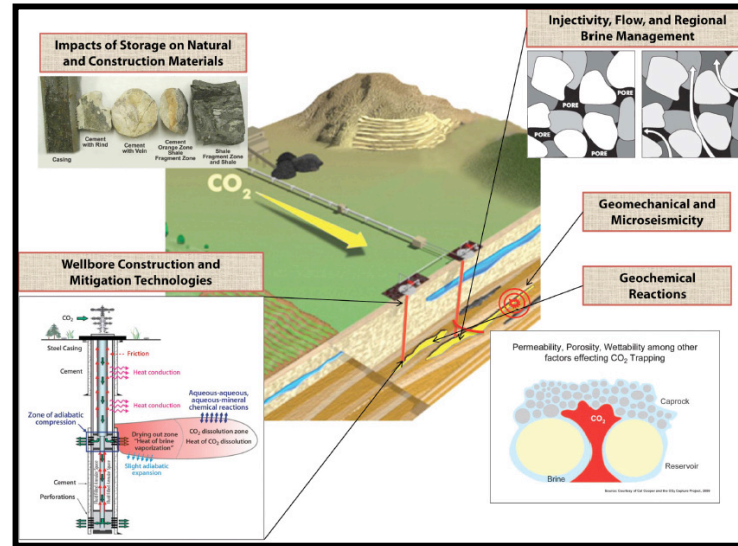 Impacts of Storage on Natural
and Construction Materials
Casing
Cement
with Rind
Cement
with Vein
Cement
Orange Zone
Shale
Fragment Zone
Shale
Fragment Zone
and Shale
Injectivity, Flow, and Regional
Brine Management
PORE
PORE
PORE
PORE
CO2
Geomechanical and
Microseismicity
Geochemical
Reactions
Wellbore Construction and
Mitigation Technologies
CO2
Steel Casing
Friction
Cement
Heat conduction
Heat conduction
Aqueous-aqueous,
aqueous-mineral
chemical reactions
Zone of adiabatic
compression
Drying out zone
"Heat of brine
vaporization"
CO2 dissolution zone
Heat of CO2 dissolution
Slight adiabatic
expansion
Cement
Perforations
Permeability, Porosity, Wettability among other
factors effecting CO2 Trapping
Caprock
CO2
Reservoir
Brine